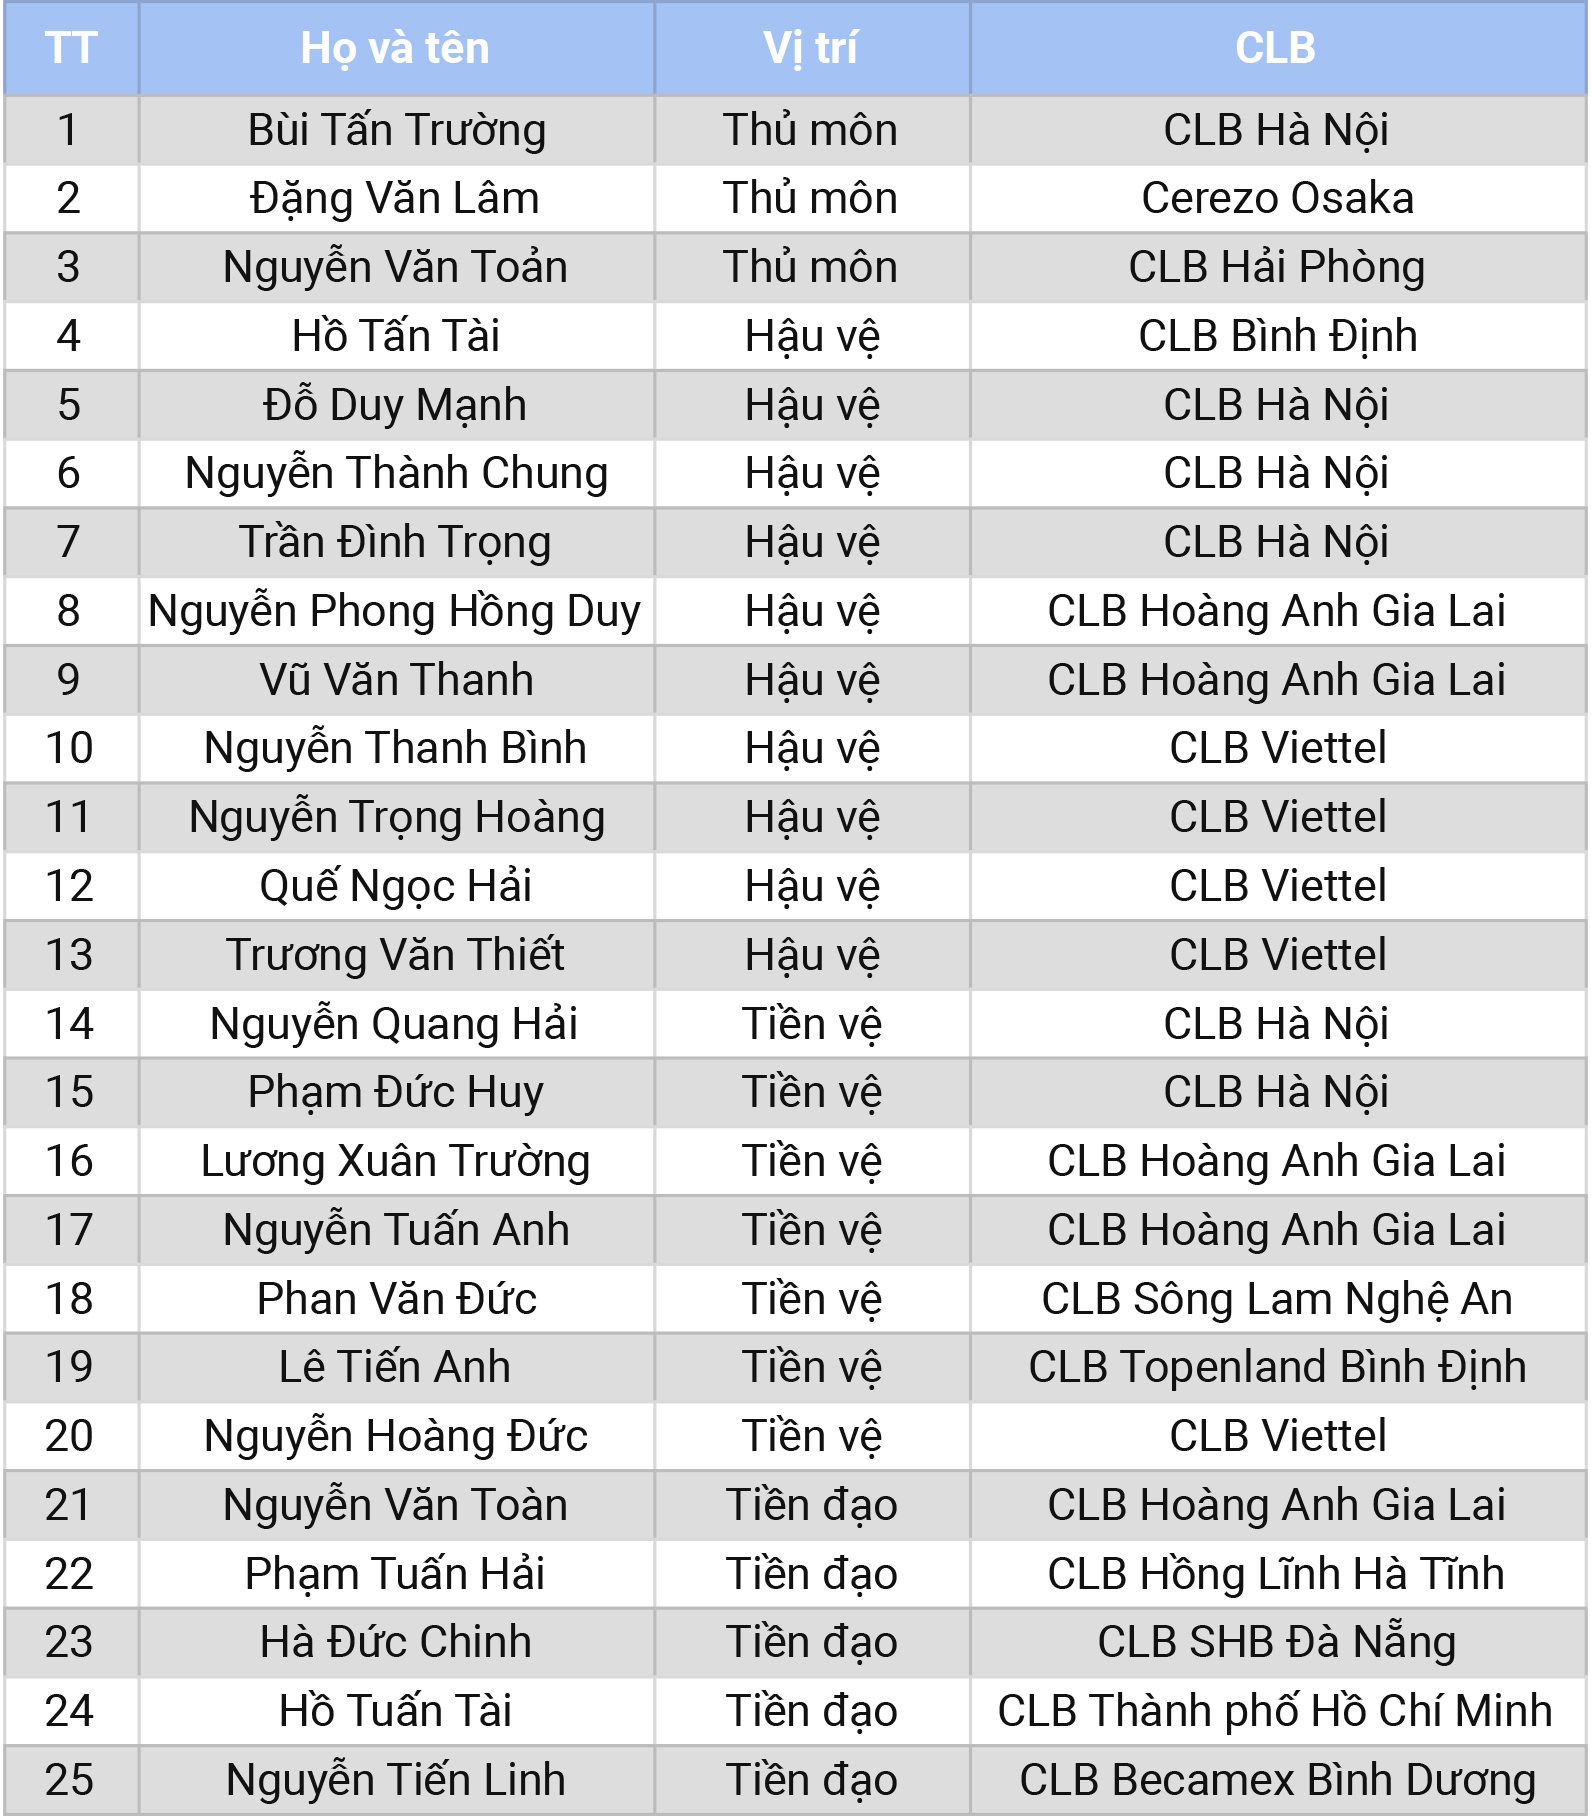 TT Họ và tên Vị trí CLB
1 Bùi Tấn Trường Thủ môn CLB Hà Nội
2 Đặng Văn Lâm Thủ môn Cerezo Osaka
3 Nguyễn Văn Toản Thủ môn CLB Hải Phòng
4 Hồ Tấn Tài Hậu vệ CLB Bình Định
5 Đỗ Duy Mạnh Hậu vệ CLB Hà Nội
6 Nguyễn Thành Chung Hậu vệ CLB Hà Nội
7 Trần Đình Trọng Hậu vệ CLB Hà Nội
8 Nguyễn Phong Hồng Duy Hậu vệ CLB Hoàng Anh Gia Lai
9 Vũ Văn Thanh Hậu vệ CLB Hoàng Anh Gia Lai
10 Nguyễn Thanh Bình Hậu vệ CLB Viettel
11 Nguyễn Trọng Hoàng Hậu vệ CLB Viettel
12 Quế Ngọc Hải Hậu vệ CLB Viettel
13 Trương Văn Thiết Hậu vệ CLB Viettel
14 Nguyễn Quang Hải Tiền vệ CLB Hà Nội
15 Phạm Đức Huy Tiền vệ CLB Hà Nội
16 Lương Xuân Trường Tiền vệ CLB Hoàng Anh Gia Lai
17 Nguyễn Tuấn Anh Tiền vệ CLB Hoàng Anh Gia Lai
18 Phan Văn Đức Tiền vệ CLB Sông Lam Nghệ An
19 Lê Tiến Anh Tiền vệ CLB Topenland Bình Định
20 Nguyễn Hoàng Đức Tiền vệ CLB Viettel
21 Nguyễn Văn Toàn Tiền đạo CLB Hoàng Anh Gia Lai
22 Phạm Tuấn Hải Tiền đạo CLB Hồng Lĩnh Hà Tĩnh
23 Hà Đức Chinh Tiền đạo CLB SHB Đà Nẵng
24 Hồ Tuấn Tài Tiền đạo CLB Thành phố Hồ Chí Minh
25 Nguyễn Tiến Linh Tiền đạo CLB Becamex Bình Dương